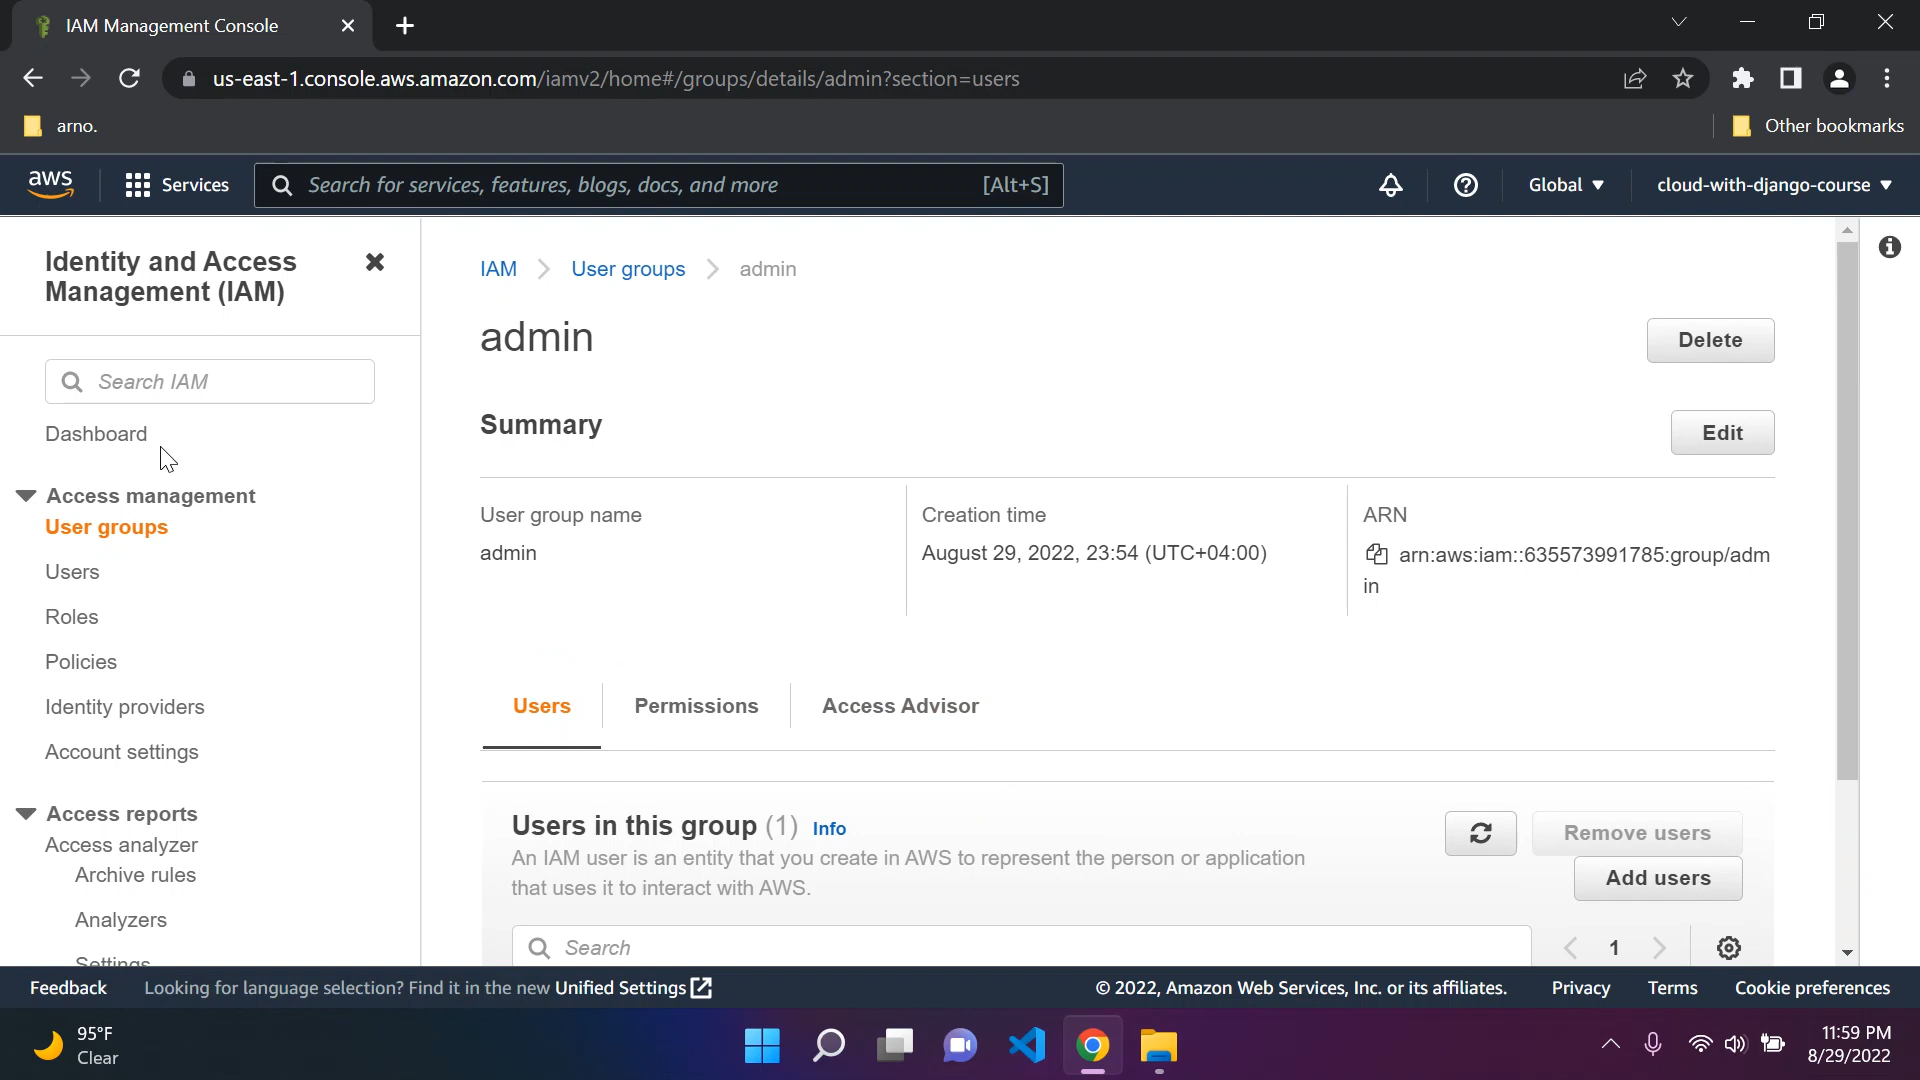 IAM Management Console
us-east-1.console.aws.amazon.com/iamv2/home#/groups/details/admin?section=users
arno.
Other bookmarks
aws
Services
Search for services, features, blogs, docs, and more
[Alt+S]
Global
cloud-with-django-course
Identity and Access
Management (IAM)
Search IAM
Dashboard
Access management
User groups
Users
Roles
Policies
Identity providers
Account settings
Access reports
Access analyzer
Archive rules
Analyzers
Settings
IAM
User groups
admin
admin
Delete
Summary
Edit
User group name
admin
Creation time
August 29, 2022, 23:54 (UTC+04:00)
ARN
arn:aws:iam::635573991785:group/adm
in
Users
Permissions
Access Advisor
Users in this group (1) Info
An IAM user is an entity that you create in AWS to represent the person or application
that uses it to interact with AWS.
Remove users
Add users
Search
1
Feedback
Looking for language selection? Find it in the new Unified Settings
© 2022, Amazon Web Services, Inc. or its affiliates.
Privacy
Terms
Cookie preferences
95°F
Clear
11:59 PM
8/29/2022